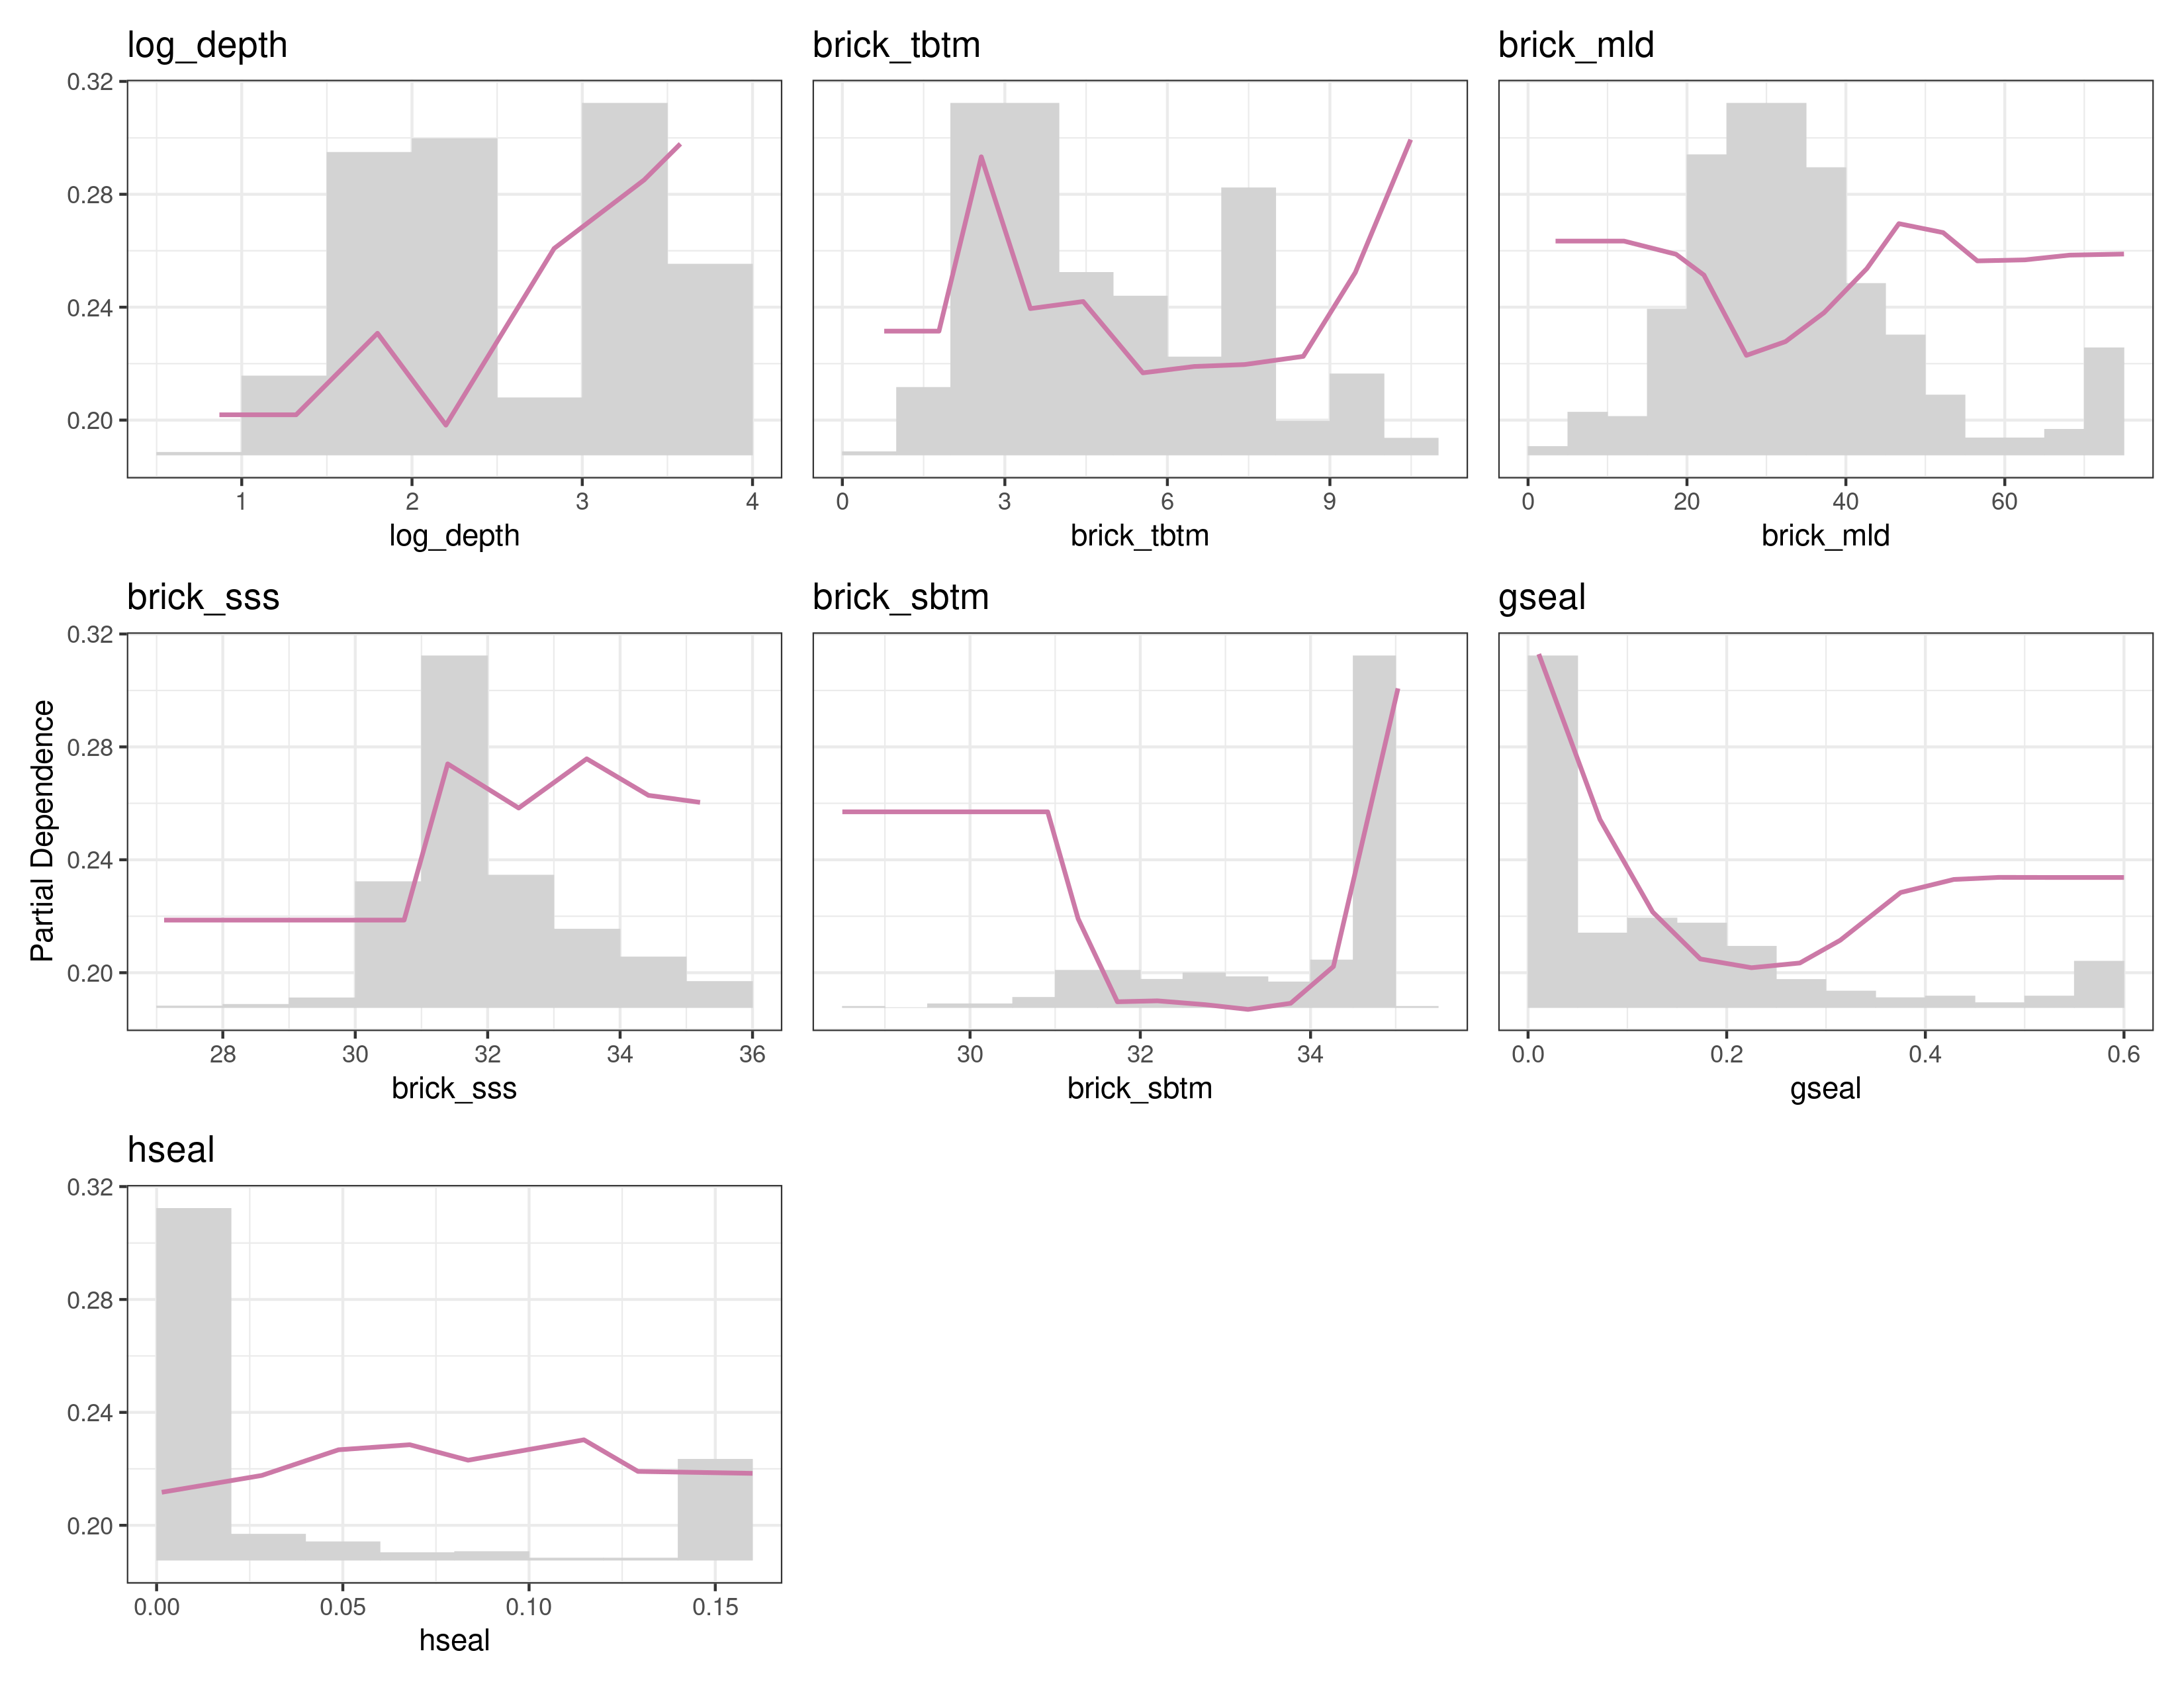 log_depth
brick_tbtm
brick_mld
0.32
0.28
0.24
0.20
1 2 3 4
0 3 6 9
0 20 40 60
log_depth
brick_tbtm
brick_mld
brick_sss
brick_sbtm
gseal
Partial Dependence
0.32
0.28
0.24
0.20
28 30 32 34 36
30 32 34
0.0 0.2 0.4 0.6
brick_sss
brick_sbtm
gseal
hseal
0.32
0.28
0.24
0.20
0.00 0.05 0.10 0.15
hseal